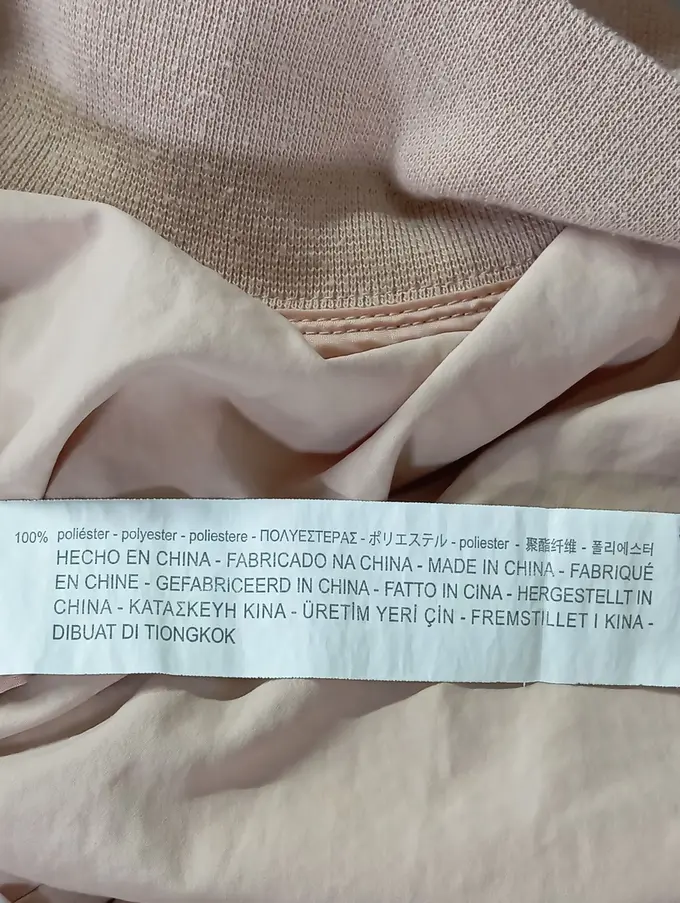 100% poliéster - polyester - poliestere - ΠΟΛΥΕΣΤΕΡΑΣ - ポリエステル - poliester - 聚酯纤维 - 폴리에스터
HECHO EN CHINA - FABRICADO NA CHINA - MADE IN CHINA - FABRIQUÉ
EN CHINE - GEFABRICEERD IN CHINA - FATTO IN CINA - HERGESTELLT IN
CHINA - ΚΑΤΑΣΚΕΥΗ ΚΙΝΑ - ÜRETİM YERİ ÇİN - FREMSTILLET I KINA -
DIBUAT DI TIONGKOK